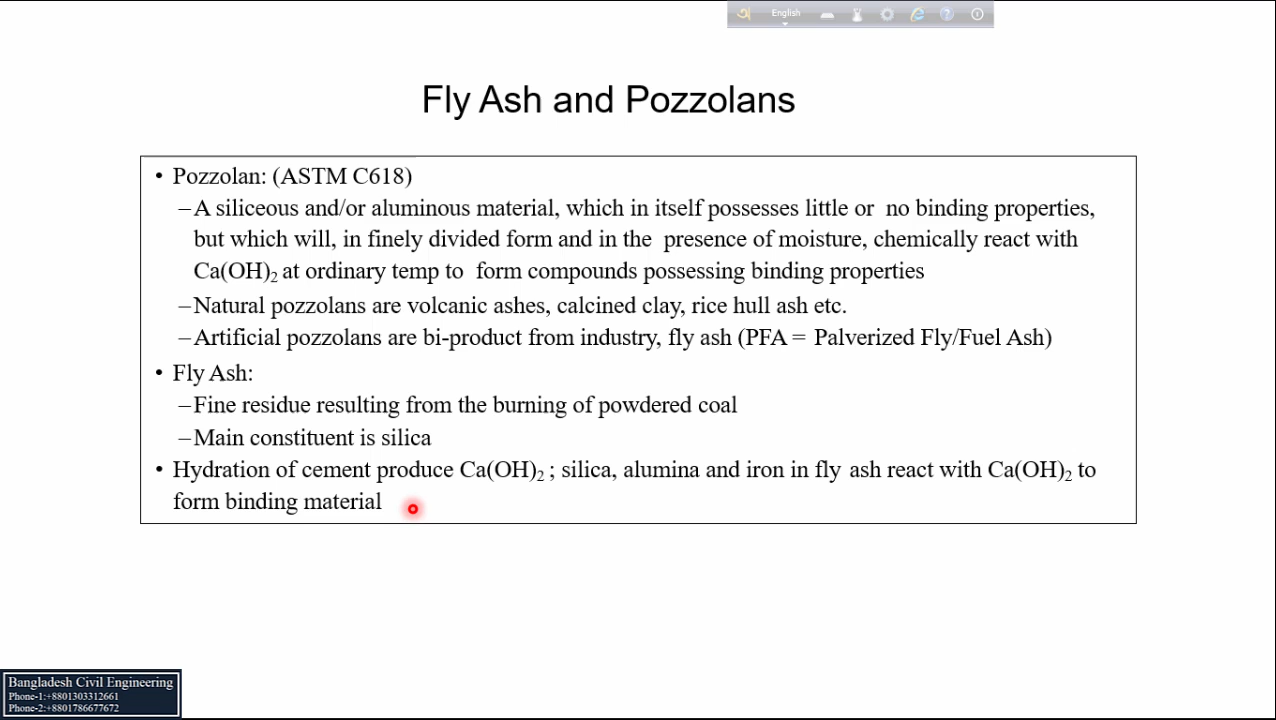 English
Fly Ash and Pozzolans
• Pozzolan: (ASTM C618)
–A siliceous and/or aluminous material, which in itself possesses little or no binding properties,
but which will, in finely divided form and in the presence of moisture, chemically react with
Ca(OH)₂ at ordinary temp to form compounds possessing binding properties
–Natural pozzolans are volcanic ashes, calcined clay, rice hull ash etc.
–Artificial pozzolans are bi-product from industry, fly ash (PFA = Palverized Fly/Fuel Ash)
• Fly Ash:
–Fine residue resulting from the burning of powdered coal
–Main constituent is silica
• Hydration of cement produce Ca(OH)₂ ; silica, alumina and iron in fly ash react with Ca(OH)₂ to
form binding material
Bangladesh Civil Engineering
Phone-1:+8801303312661
Phone-2:+8801786677672